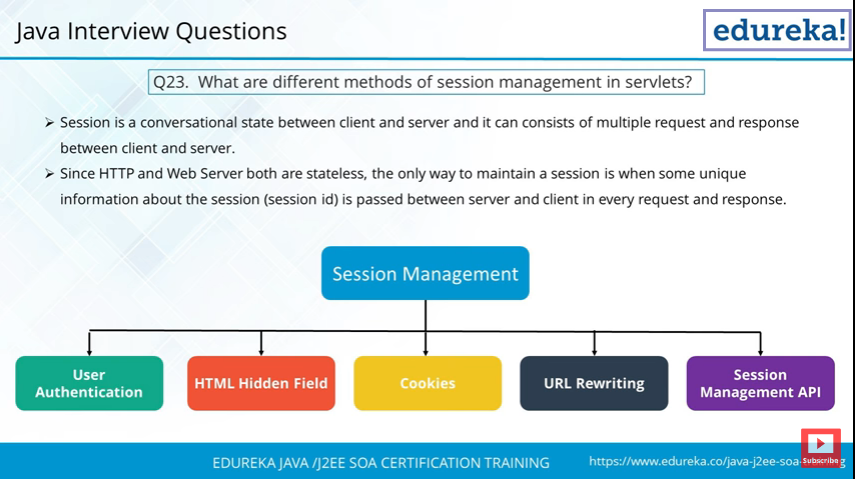 Java Interview Questions
edureka!
Q23. What are different methods of session management in servlets?
➢ Session is a conversational state between client and server and it can consists of multiple request and response
between client and server.
➢ Since HTTP and Web Server both are stateless, the only way to maintain a session is when some unique
information about the session (session id) is passed between server and client in every request and response.
Session Management
User
Authentication
HTML Hidden Field
Cookies
URL Rewriting
Session
Management API
EDUREKA JAVA /J2EE SOA CERTIFICATION TRAINING
https://www.edureka.co/java-j2ee-soa
Subscribe